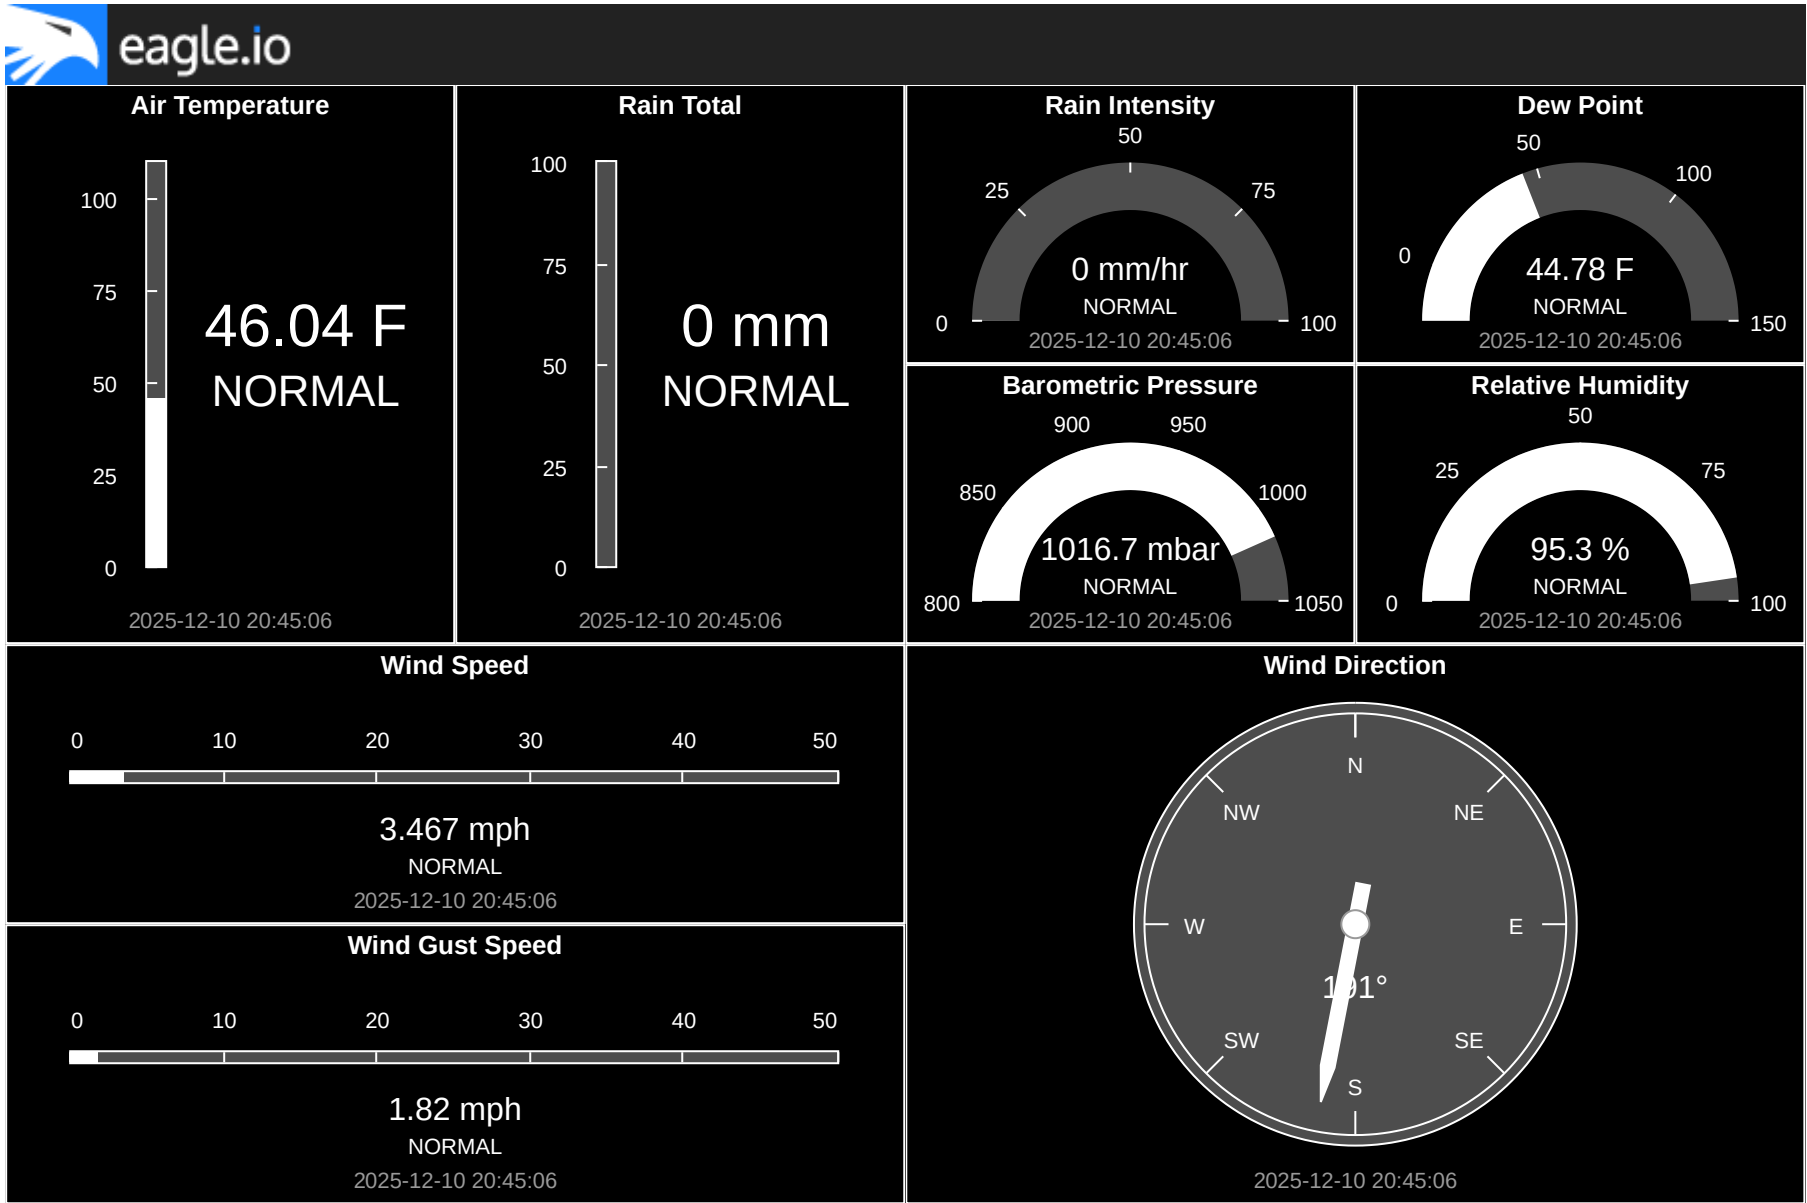 eagle.io
Air Temperature
100
75
50
25
0
46.04 F
NORMAL
2025-12-10 20:45:06
Rain Total
100
75
50
25
0
0 mm
NORMAL
2025-12-10 20:45:06
Rain Intensity
50
25
75
0
100
0 mm/hr
NORMAL
2025-12-10 20:45:06
Dew Point
50
100
0
150
44.78 F
NORMAL
2025-12-10 20:45:06
Barometric Pressure
900
950
850
1000
800
1050
1016.7 mbar
NORMAL
2025-12-10 20:45:06
Relative Humidity
50
25
75
0
100
95.3 %
NORMAL
2025-12-10 20:45:06
Wind Speed
0 10 20 30 40 50
3.467 mph
NORMAL
2025-12-10 20:45:06
Wind Gust Speed
0 10 20 30 40 50
1.82 mph
NORMAL
2025-12-10 20:45:06
Wind Direction
N
NW
NE
W
E
191°
SW
SE
S
2025-12-10 20:45:06